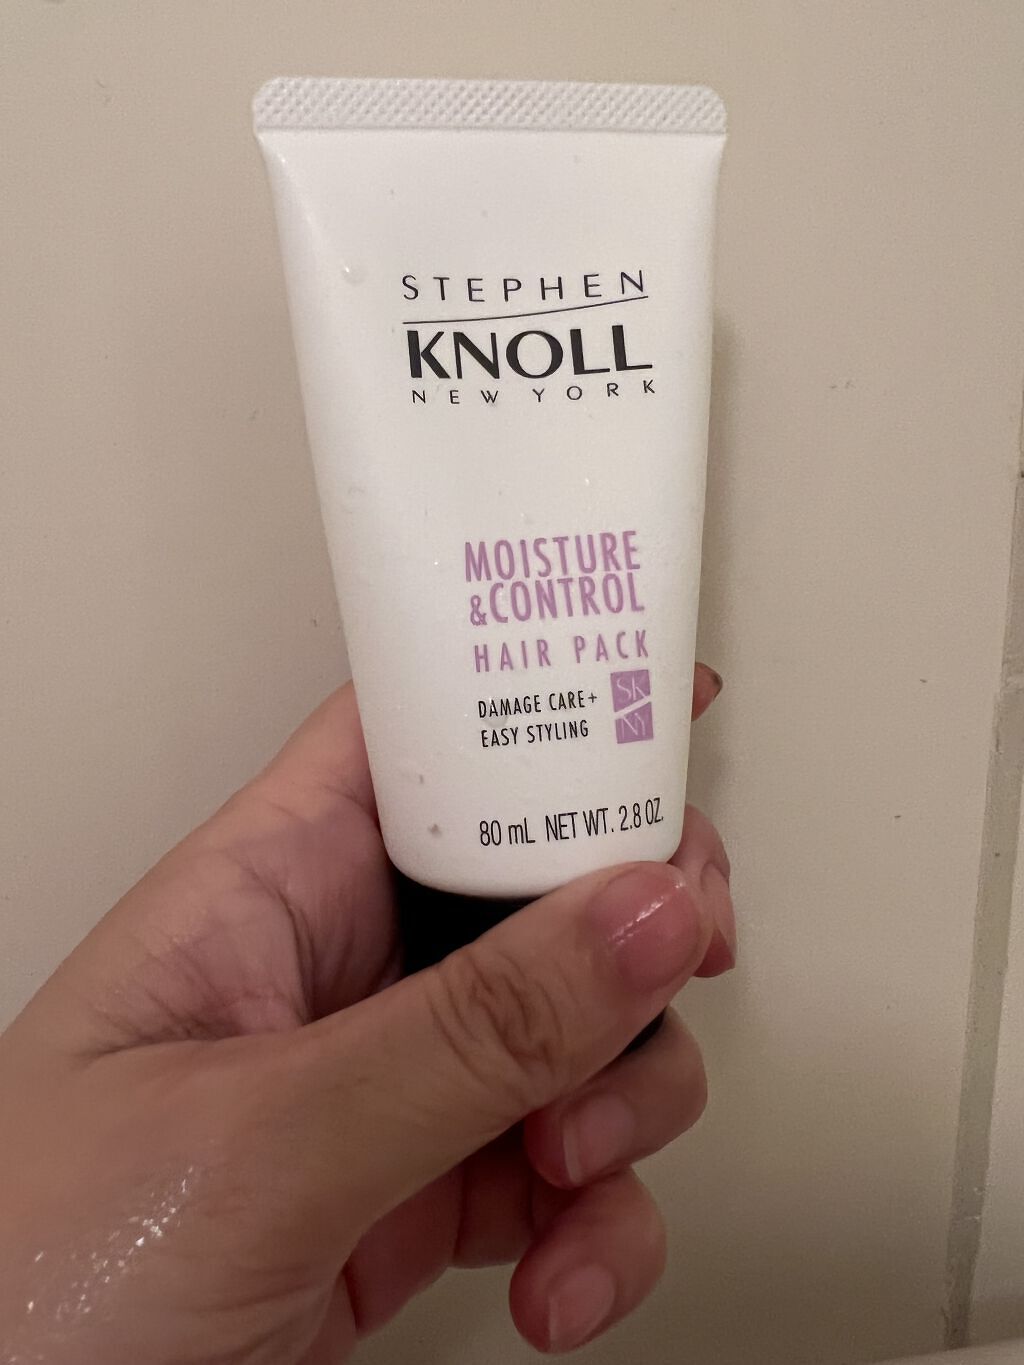 STEPHEN
KNOLL
NEW YORK
MOISTURE
&CONTROL
HAIR PACK
DAMAGE CARE+
EASY STYLING
SK
NY
80 mL NET WT. 2.8 OZ.